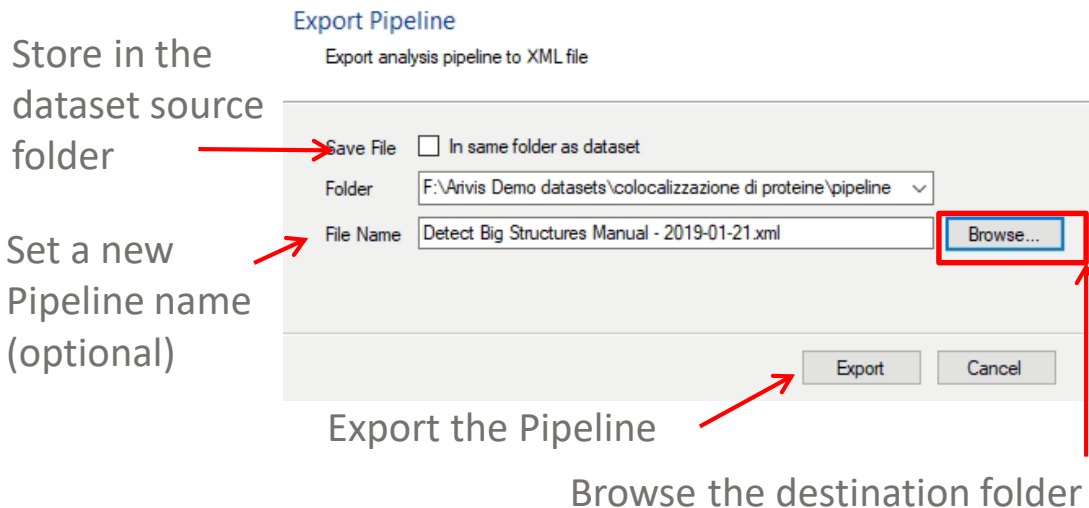 Export Pipeline
Export analysis pipeline to XML file
Store in the
dataset source
folder
Save File In same folder as dataset
Folder F:\Arivis Demo datasets\colocalizzazione di proteine\pipeline
File Name Detect Big Structures Manual - 2019-01-21.xml Browse...
Set a new
Pipeline name
(optional)
Export Cancel
Export the Pipeline
Browse the destination folder